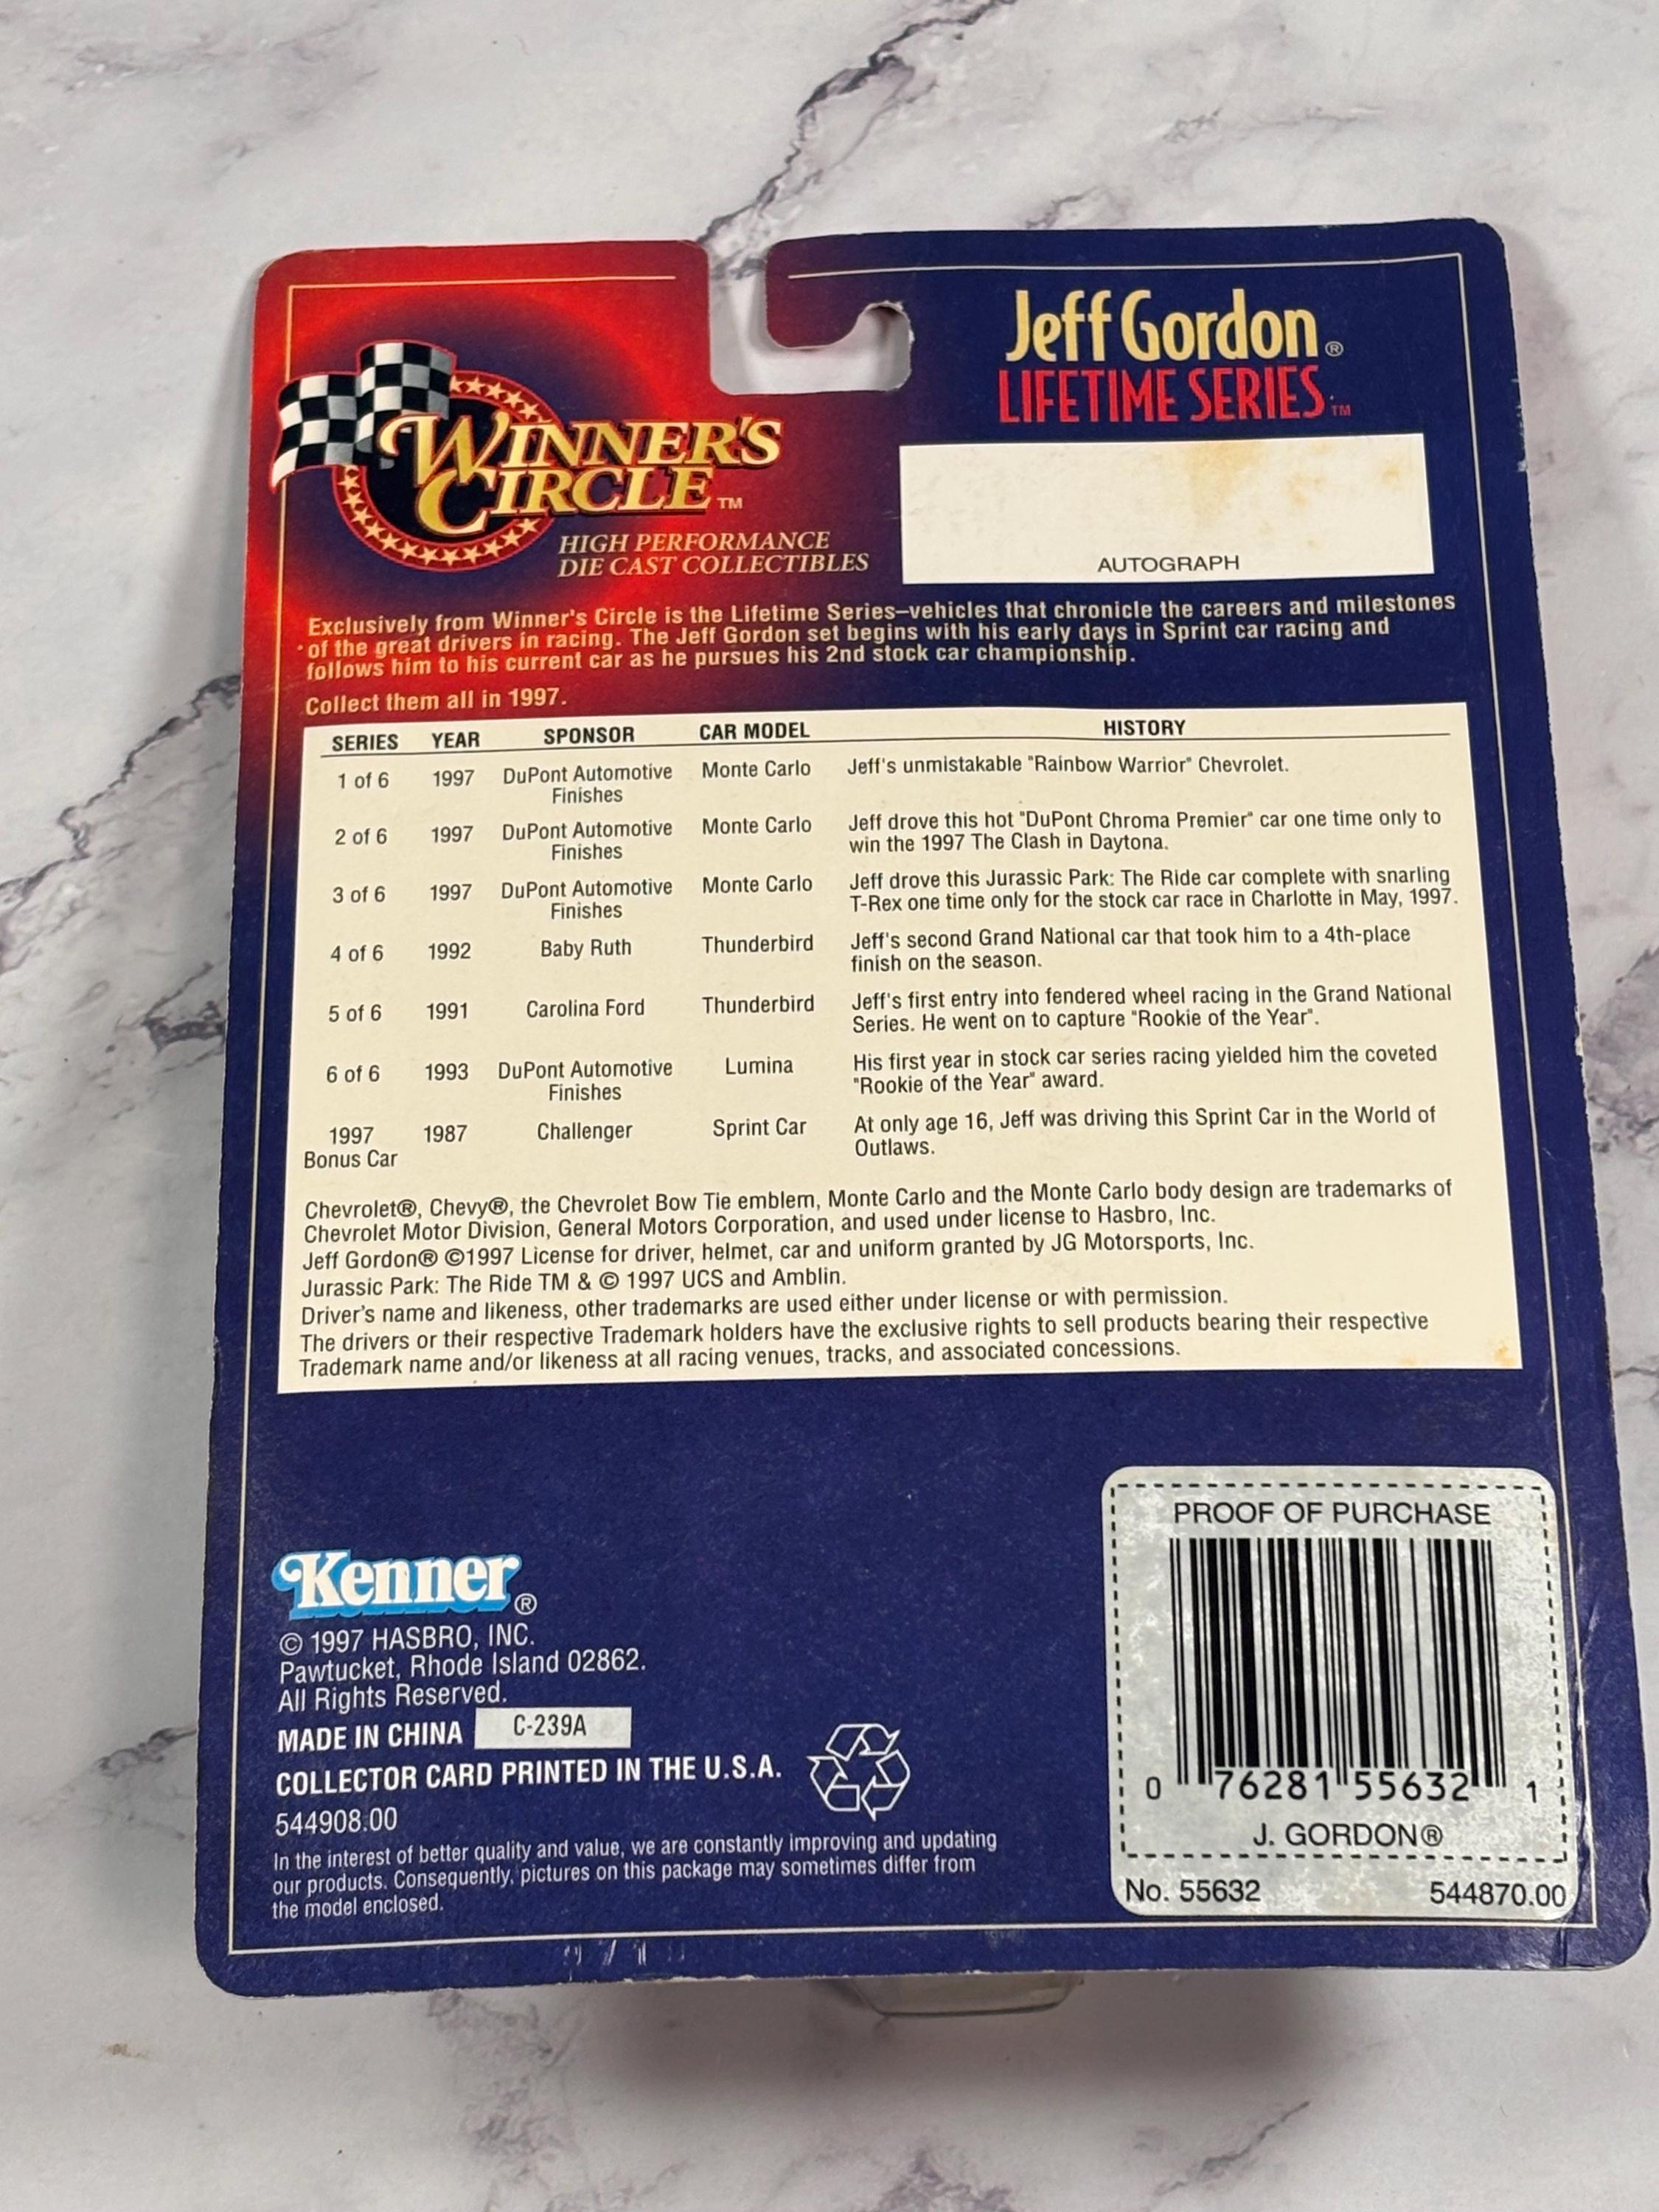 Jeff Gordon®
LIFETIME SERIES™
WINNER'S
CIRCLE™
HIGH PERFORMANCE
DIE CAST COLLECTIBLES
AUTOGRAPH
Exclusively from Winner's Circle is the Lifetime Series–vehicles that chronicle the careers and milestones
of the great drivers in racing. The Jeff Gordon set begins with his early days in Sprint car racing and
follows him to his current car as he pursues his 2nd stock car championship.
Collect them all in 1997.
SERIES YEAR SPONSOR CAR MODEL HISTORY
1 of 6 1997 DuPont Automotive Monte Carlo Jeff's unmistakable "Rainbow Warrior" Chevrolet.
Finishes
2 of 6 1997 DuPont Automotive Monte Carlo Jeff drove this hot "DuPont Chroma Premier" car one time only to
Finishes win the 1997 The Clash in Daytona.
3 of 6 1997 DuPont Automotive Monte Carlo Jeff drove this Jurassic Park: The Ride car complete with snarling
Finishes T-Rex one time only for the stock car race in Charlotte in May, 1997.
4 of 6 1992 Baby Ruth Thunderbird Jeff's second Grand National car that took him to a 4th-place
finish on the season.
5 of 6 1991 Carolina Ford Thunderbird Jeff's first entry into fendered wheel racing in the Grand National
Series. He went on to capture "Rookie of the Year".
6 of 6 1993 DuPont Automotive Lumina His first year in stock car series racing yielded him the coveted
Finishes "Rookie of the Year" award.
1997 1987 Challenger Sprint Car At only age 16, Jeff was driving this Sprint Car in the World of
Bonus Car Outlaws.
Chevrolet®, Chevy®, the Chevrolet Bow Tie emblem, Monte Carlo and the Monte Carlo body design are trademarks of
Chevrolet Motor Division, General Motors Corporation, and used under license to Hasbro, Inc.
Jeff Gordon® ©1997 License for driver, helmet, car and uniform granted by JG Motorsports, Inc.
Jurassic Park: The Ride TM & © 1997 UCS and Amblin.
Driver's name and likeness, other trademarks are used either under license or with permission.
The drivers or their respective Trademark holders have the exclusive rights to sell products bearing their respective
Trademark name and/or likeness at all racing venues, tracks, and associated concessions.
Kenner®
© 1997 HASBRO, INC.
Pawtucket, Rhode Island 02862.
All Rights Reserved.
MADE IN CHINA C-239A
COLLECTOR CARD PRINTED IN THE U.S.A.
544908.00
In the interest of better quality and value, we are constantly improving and updating
our products. Consequently, pictures on this package may sometimes differ from
the model enclosed.
PROOF OF PURCHASE
0 76281 55632 1
J. GORDON®
No. 55632 544870.00